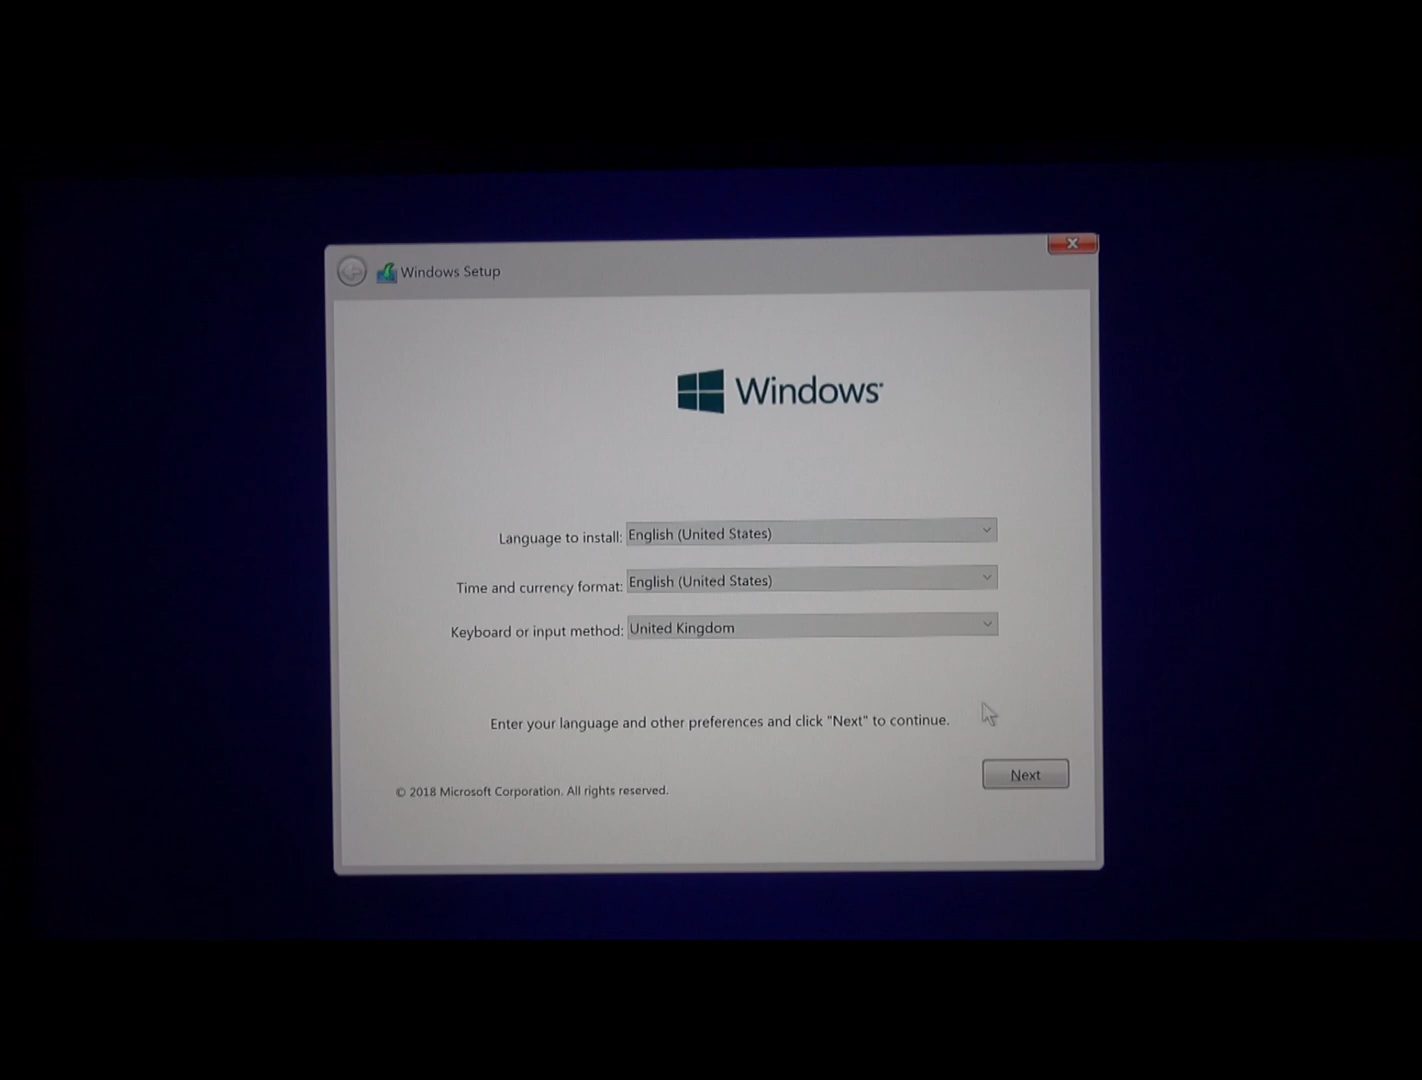 Windows Setup
Windows
Language to install: English (United States)
Time and currency format: English (United States)
Keyboard or input method: United Kingdom
Enter your language and other preferences and click "Next" to continue.
Next
© 2018 Microsoft Corporation. All rights reserved.